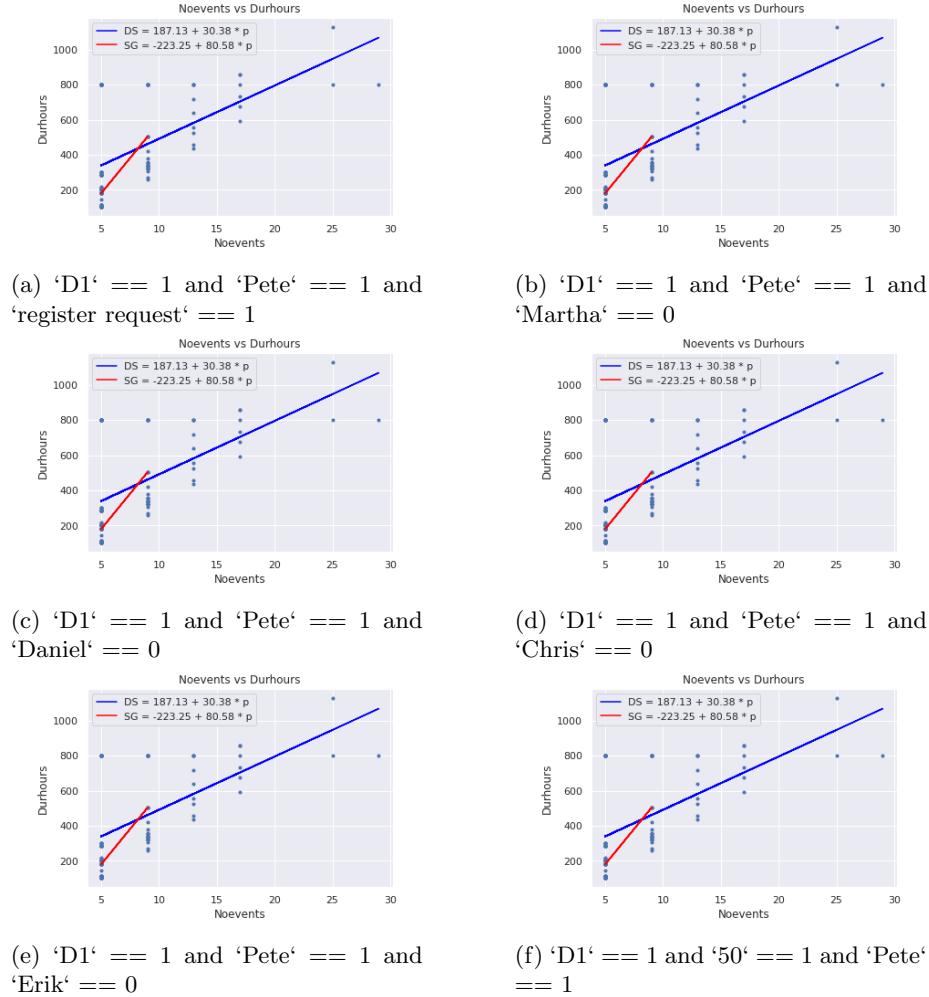 Noevents vs Durhours
DS = 187.13 + 30.38 * p
SG = -223.25 + 80.58 * p
1000
800
600
400
200
Durhours
5 10 15 20 25 30
Noevents
(a) ‘D1‘ == 1 and ‘Pete‘ == 1 and
‘register request‘ == 1
Noevents vs Durhours
DS = 187.13 + 30.38 * p
SG = -223.25 + 80.58 * p
1000
800
600
400
200
Durhours
5 10 15 20 25 30
Noevents
(b) ‘D1‘ == 1 and ‘Pete‘ == 1 and
‘Martha‘ == 0
Noevents vs Durhours
DS = 187.13 + 30.38 * p
SG = -223.25 + 80.58 * p
1000
800
600
400
200
Durhours
5 10 15 20 25 30
Noevents
(c) ‘D1‘ == 1 and ‘Pete‘ == 1 and
‘Daniel‘ == 0
Noevents vs Durhours
DS = 187.13 + 30.38 * p
SG = -223.25 + 80.58 * p
1000
800
600
400
200
Durhours
5 10 15 20 25 30
Noevents
(d) ‘D1‘ == 1 and ‘Pete‘ == 1 and
‘Chris‘ == 0
Noevents vs Durhours
DS = 187.13 + 30.38 * p
SG = -223.25 + 80.58 * p
1000
800
600
400
200
Durhours
5 10 15 20 25 30
Noevents
(e) ‘D1‘ == 1 and ‘Pete‘ == 1 and
‘Erik‘ == 0
Noevents vs Durhours
DS = 187.13 + 30.38 * p
SG = -223.25 + 80.58 * p
1000
800
600
400
200
Durhours
5 10 15 20 25 30
Noevents
(f) ‘D1‘ == 1 and ‘50‘ == 1 and ‘Pete‘
== 1